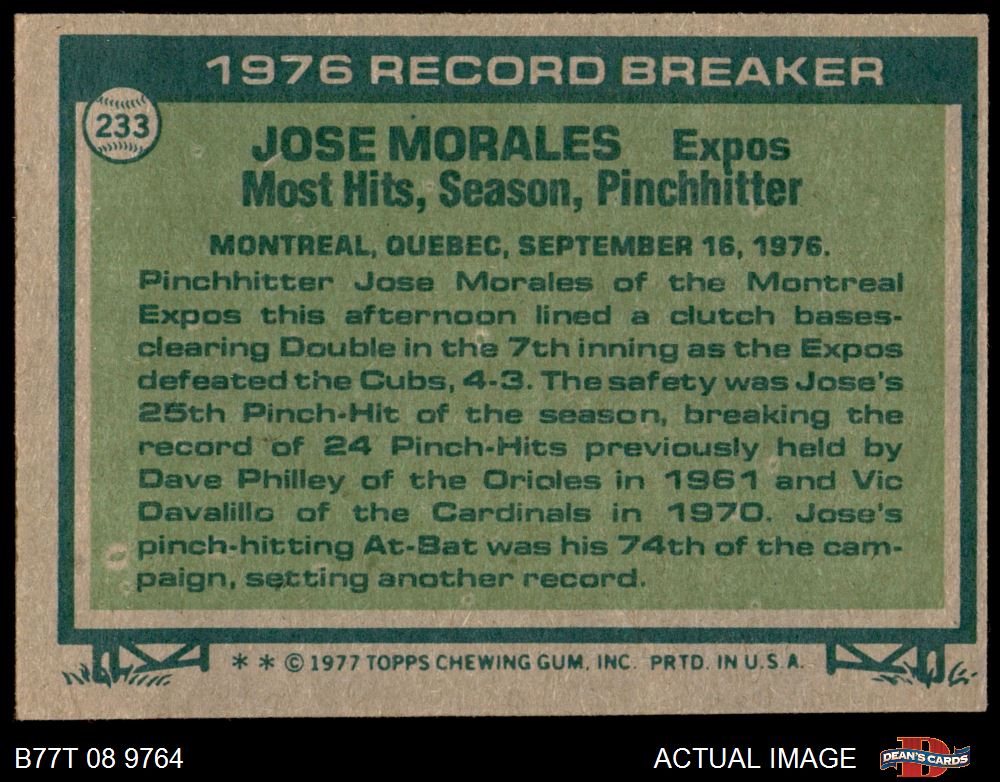 1976 RECORD BREAKER
233
JOSE MORALES Expos
Most Hits, Season, Pinchhitter
MONTREAL, QUEBEC, SEPTEMBER 16, 1976.
Pinchhitter Jose Morales of the Montreal
Expos this afternoon lined a clutch bases-
clearing Double in the 7th inning as the Expos
defeated the Cubs, 4-3. The safety was Jose's
25th Pinch-Hit of the season, breaking the
record of 24 Pinch-Hits previously held by
Dave Philley of the Orioles in 1961 and Vic
Davalillo of the Cardinals in 1970. Jose's
pinch-hitting At-Bat was his 74th of the cam-
paign, setting another record.
* * © 1977 TOPPS CHEWING GUM, INC. PRTD. IN U.S.A.
B77T 08 9764
ACTUAL IMAGE
D
DEAN'S CARDS